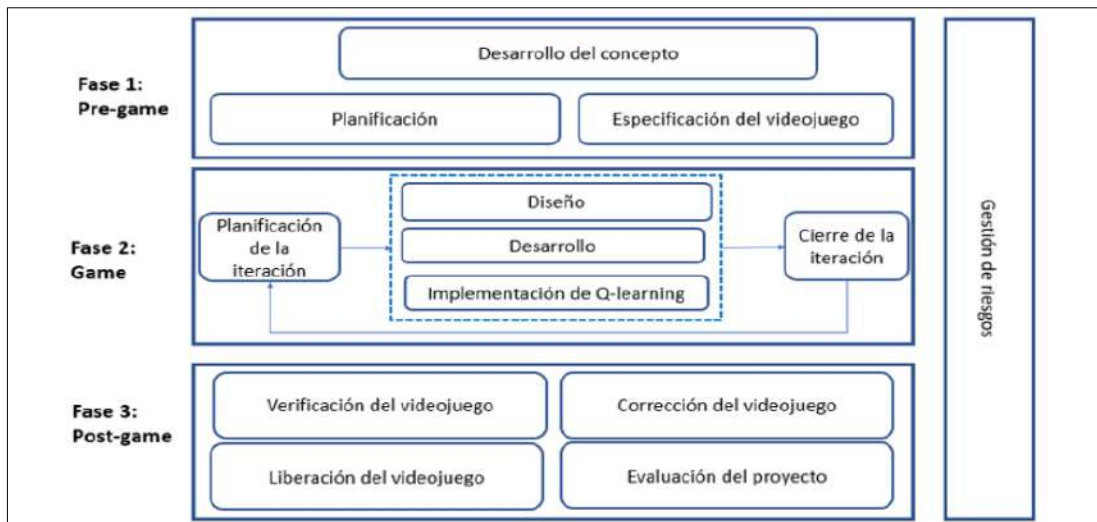 Fase 1:
Pre-game
Desarrollo del concepto
Planificación
Especificación del videojuego
Fase 2:
Game
Planificación
de la
iteración
Diseño
Desarrollo
Implementación de Q-learning
Cierre de la
iteración
Fase 3:
Post-game
Verificación del videojuego
Corrección del videojuego
Liberación del videojuego
Evaluación del proyecto
Gestión de riesgos